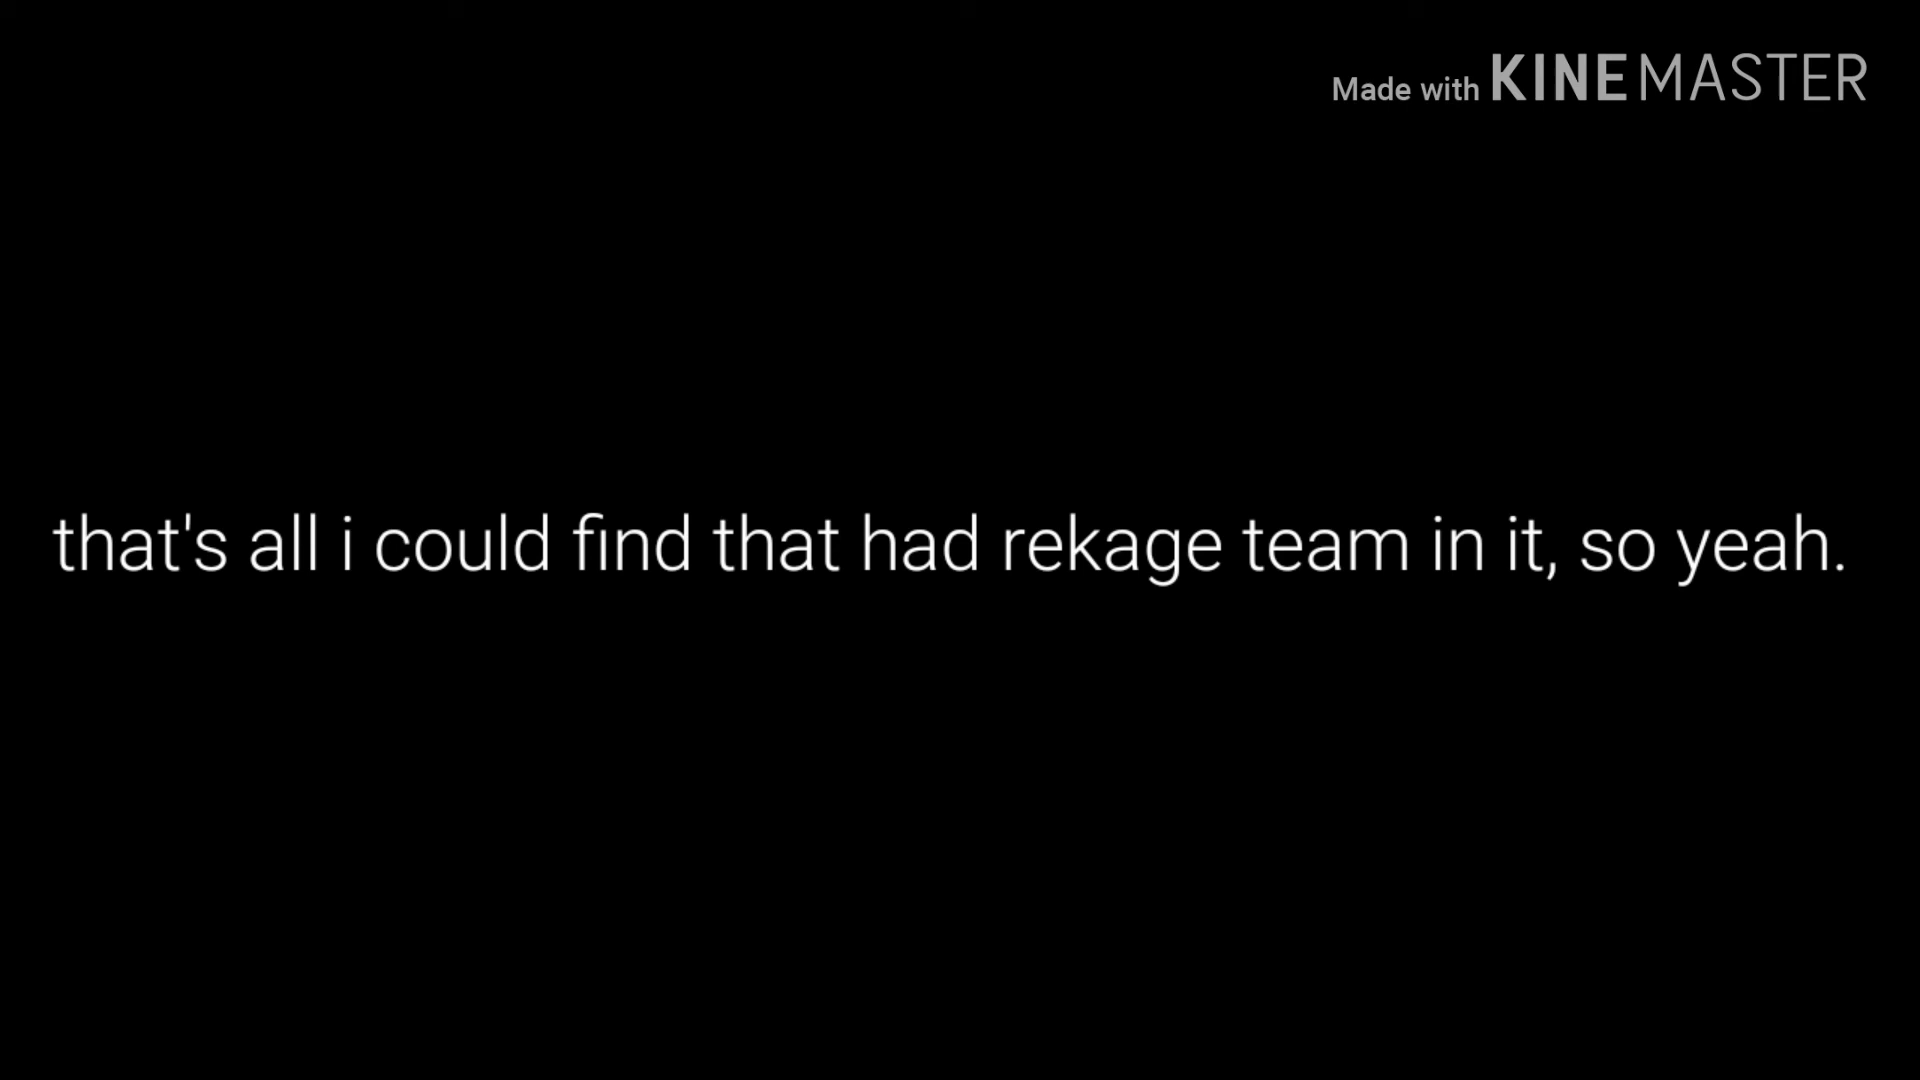 Made with KINEMASTER
that's all i could find that had rekage team in it, so yeah.